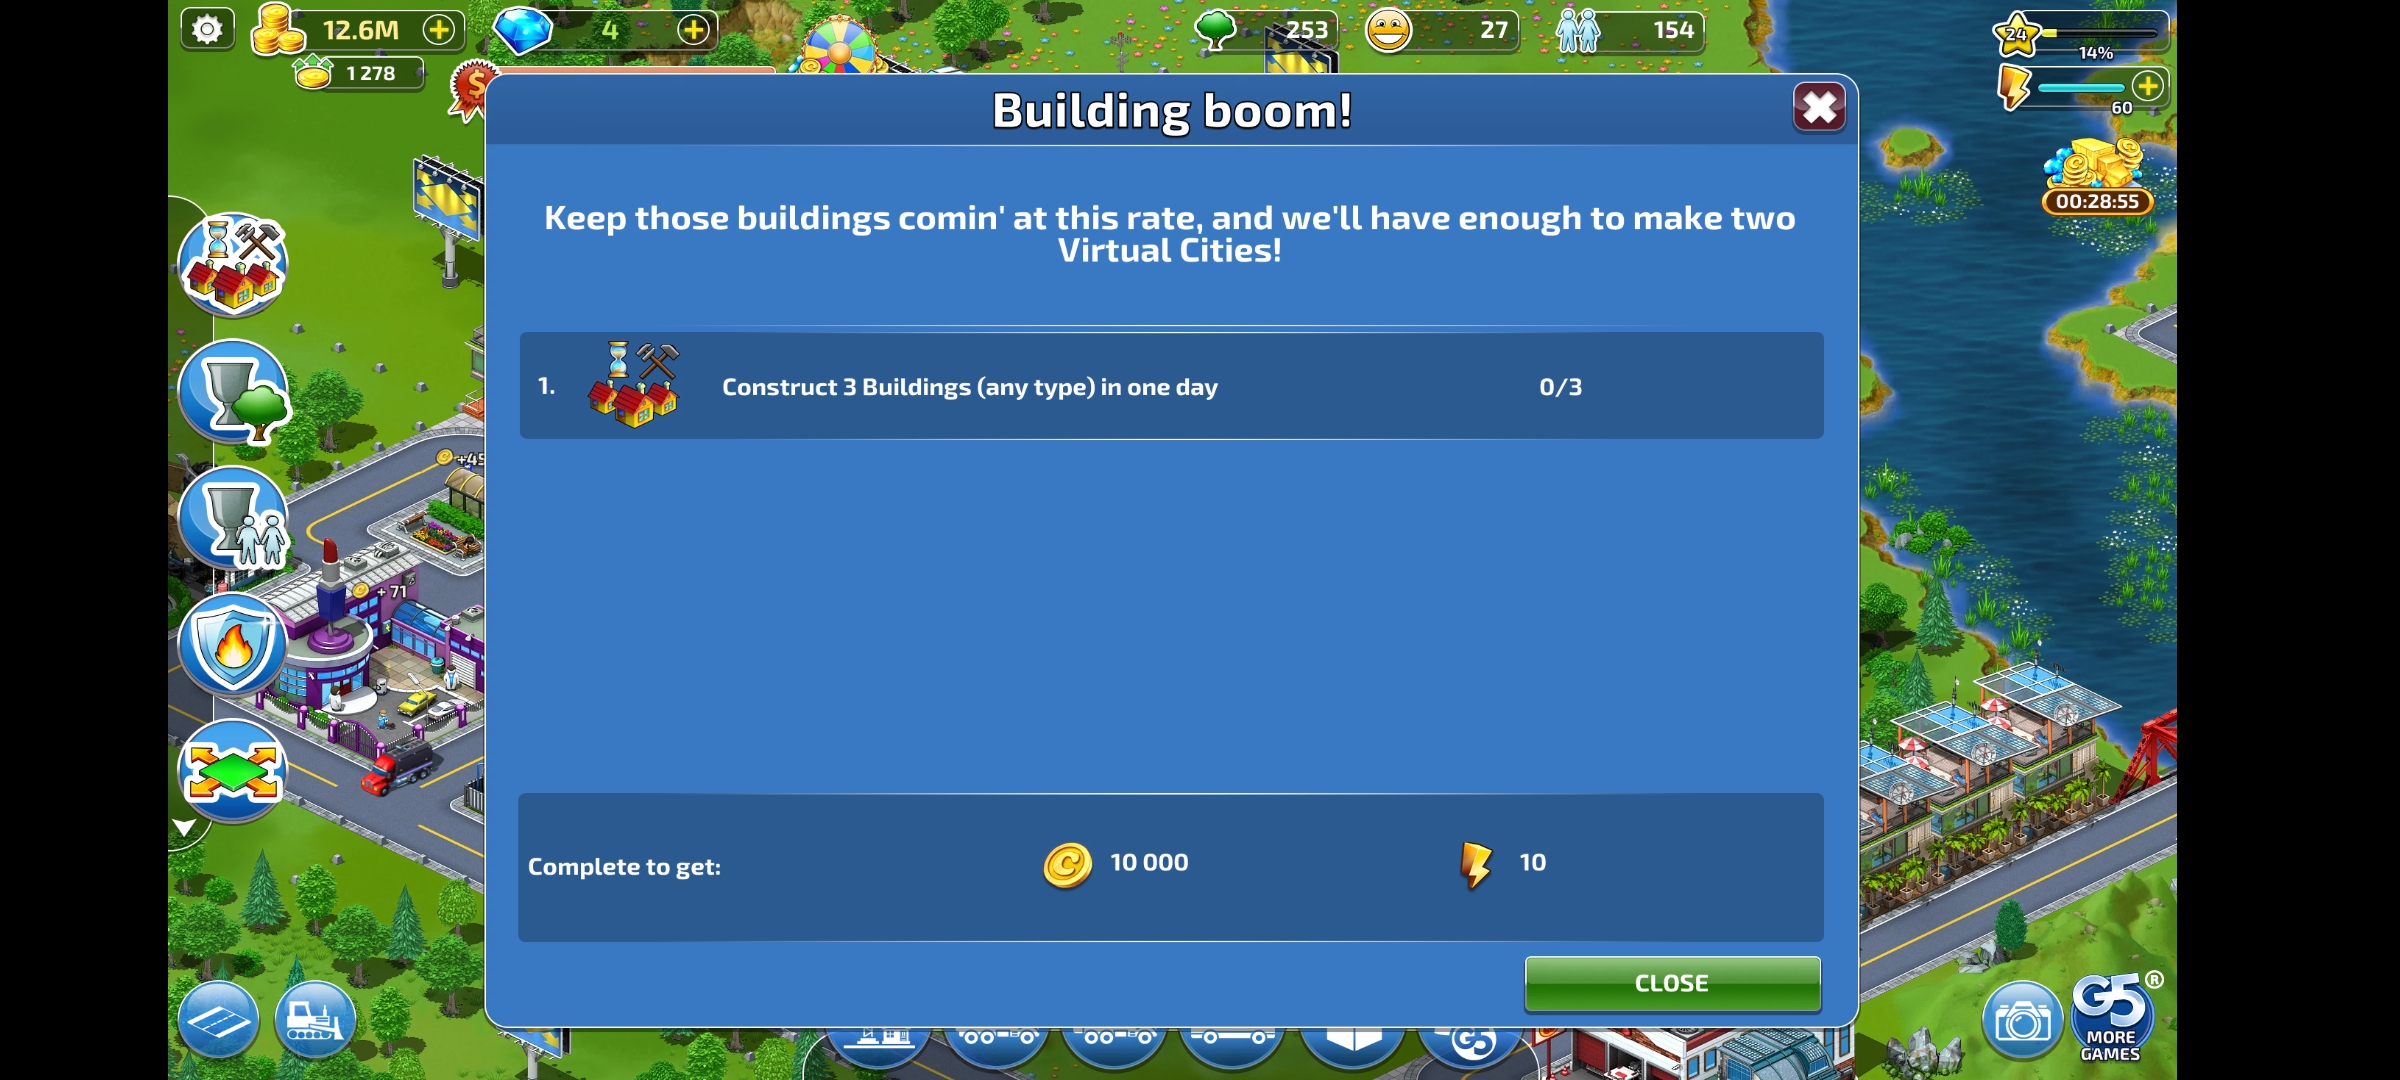 12.6M
4
253
27
154
24
14%
1 278
60
00:28:55
Building boom!
Keep those buildings comin' at this rate, and we'll have enough to make two
Virtual Cities!
1.
Construct 3 Buildings (any type) in one day
0/3
+45
+71
Complete to get:
10 000
10
CLOSE
G5
G5®
MORE
GAMES